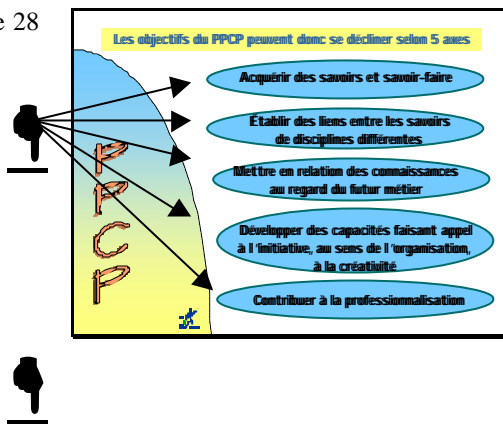 e 28
Les objectifs du PPCP peuvent donc se décliner selon 5 axes
Acquérir des savoirs et savoir-faire
Établir des liens entre les savoirs
de disciplines différentes
Mettre en relation des connaissances
au regard du futur métier
Développer des capacités faisant appel
à l'initiative, au sens de l'organisation,
à la créativité
Contribuer à la professionnalisation
P
P
C
P